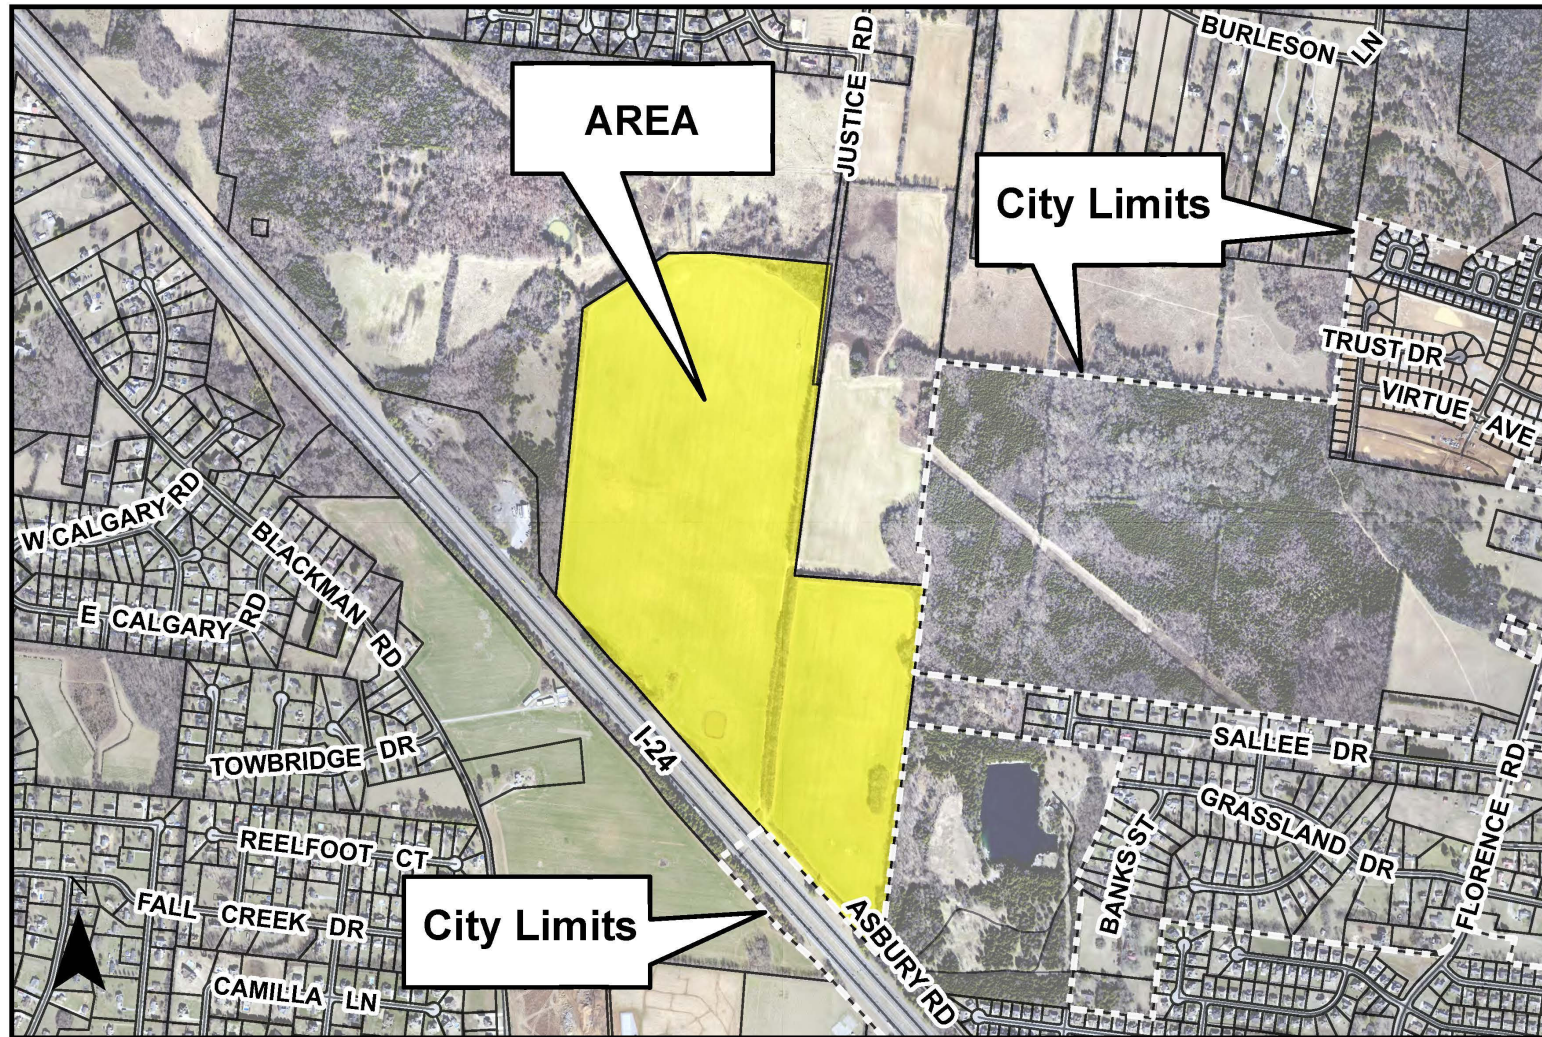 BURLESON LN
JUSTICE RD
AREA
City Limits
TRUST DR
VIRTUE AVE
W CALGARY RD
BLACKMAN RD
E CALGARY RD
I-24
TOWBRIDGE DR
SALLEE DR
GRASSLAND DR
FLORENCE RD
REELFOOT CT
BANKS ST
N
FALL CREEK DR
City Limits
ASBURY RD
CAMILLA LN